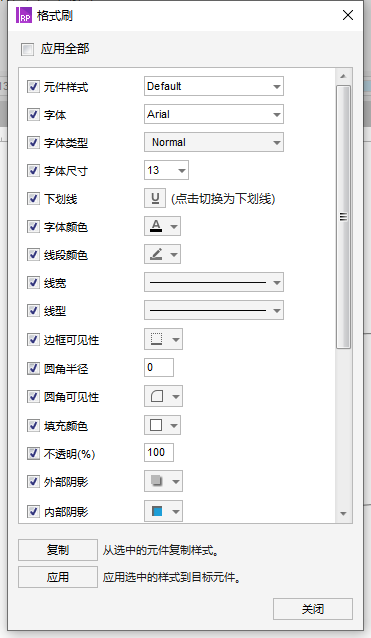 RP 格式刷
应用全部
元件样式 Default
字体 Arial
字体类型 Normal
字体尺寸 13
下划线 U (点击切换为下划线)
字体颜色 A
线段颜色
线宽
线型
边框可见性
圆角半径 0
圆角可见性
填充颜色
不透明(%) 100
外部阴影
内部阴影
复制 从选中的元件复制样式。
应用 应用选中的样式到目标元件。
关闭